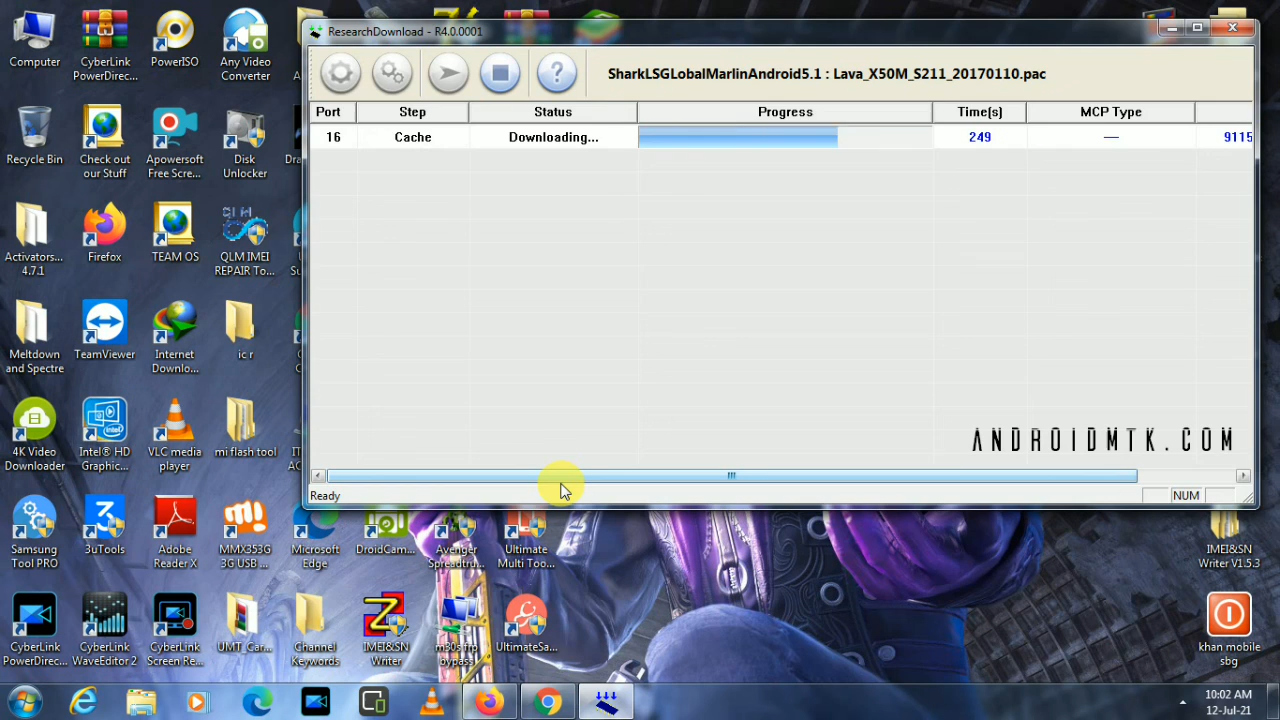 ResearchDownload - R4.0.0001
SharkLSGLobalMarlinAndroid5.1 : Lava_X50M_S211_20170110.pac
Port Step Status Progress Time(s) MCP Type
16 Cache Downloading... 249 — 9115
ANDROIDMTK.COM
Ready
NUM
Computer
CyberLink
PowerDirec...
PowerISO
Any Video
Converter
Recycle Bin
Check out
our Stuff
Apowersoft
Free Scre...
Disk
Unlocker
Activators...
4.7.1
Firefox
TEAM OS
QLM IMEI
REPAIR To...
Meltdown
and Spectre
TeamViewer
Internet
Downlo...
ic r
4K Video
Downloader
Intel® HD
Graphic...
VLC media
player
mi flash tool
Samsung
Tool PRO
3uTools
Adobe
Reader X
MMX353G
3G USB ...
Microsoft
Edge
DroidCam...
Avenger
Spreadtru...
Ultimate
Multi Too...
IMEI&SN
Writer V1.5.3
CyberLink
PowerDirec...
CyberLink
WaveEditor 2
CyberLink
Screen Re...
UMT_Car...
Channel
Keywords
IMEI&SN
Writer
m30s frp
bypass
UltimateSa...
khan mobile
sbg
10:02 AM
12-Jul-21